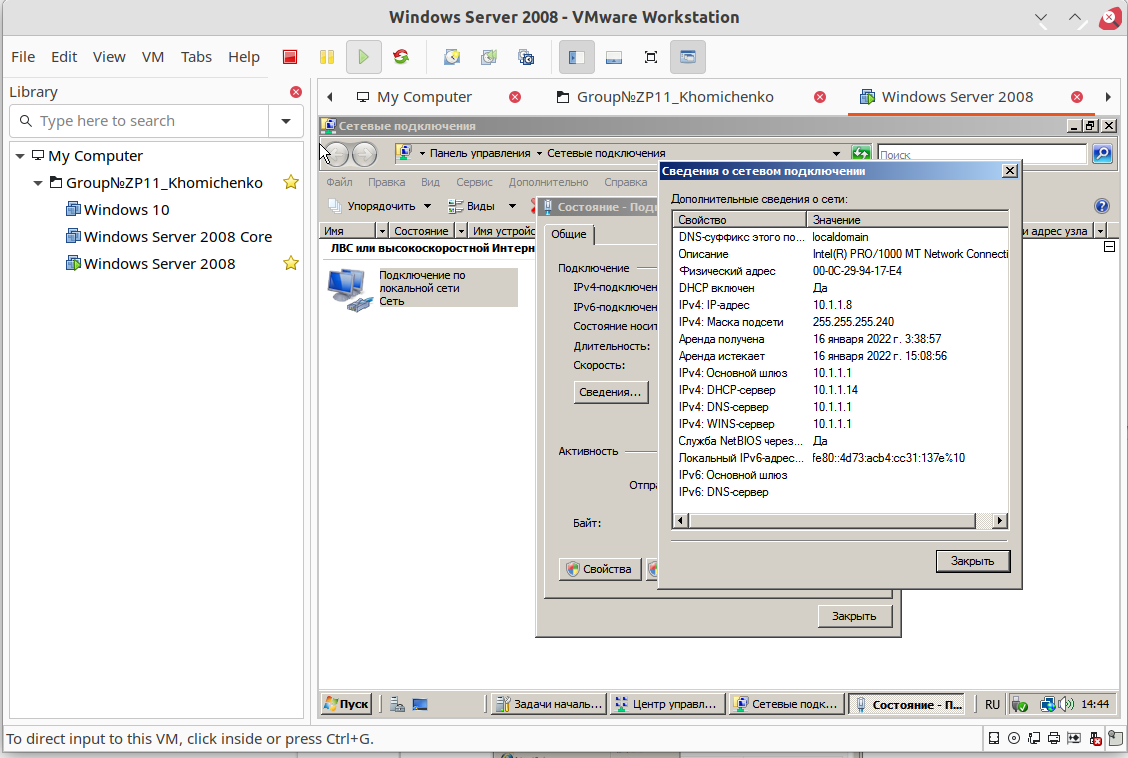 Windows Server 2008 - VMware Workstation
File Edit View VM Tabs Help
Library
Type here to search
My Computer
Group№ZP11_Khomichenko
Windows 10
Windows Server 2008 Core
Windows Server 2008
My Computer Group№ZP11_Khomichenko Windows Server 2008
Сетевые подключения
Панель управления Сетевые подключения Поиск
Файл Правка Вид Сервис Дополнительно Справка
Упорядочить Виды
Имя Состояние Имя устройс и адрес узла
ЛВС или высокоскоростной Интерн
Подключение по
локальной сети
Сеть
Состояние - Подк
Общие
Подключение
IPv4-подключен
IPv6-подключен
Состояние носит
Длительность:
Скорость:
Сведения...
Активность
Отпра
Байт:
Свойства
Закрыть
Сведения о сетевом подключении
Дополнительные сведения о сети:
Свойство Значение
DNS-суффикс этого по... localdomain
Описание Intel(R) PRO/1000 MT Network Connecti
Физический адрес 00-0C-29-94-17-E4
DHCP включен Да
IPv4: IP-адрес 10.1.1.8
IPv4: Маска подсети 255.255.255.240
Аренда получена 16 января 2022 г. 3:38:57
Аренда истекает 16 января 2022 г. 15:08:56
IPv4: Основной шлюз 10.1.1.1
IPv4: DHCP-сервер 10.1.1.14
IPv4: DNS-сервер 10.1.1.1
IPv4: WINS-сервер 10.1.1.1
Служба NetBIOS через... Да
Локальный IPv6-адрес... fe80::4d73:acb4:cc31:137e%10
IPv6: Основной шлюз
IPv6: DNS-сервер
Закрыть
Пуск Задачи началь... Центр управл... Сетевые подк... Состояние - П... RU 14:44
To direct input to this VM, click inside or press Ctrl+G.